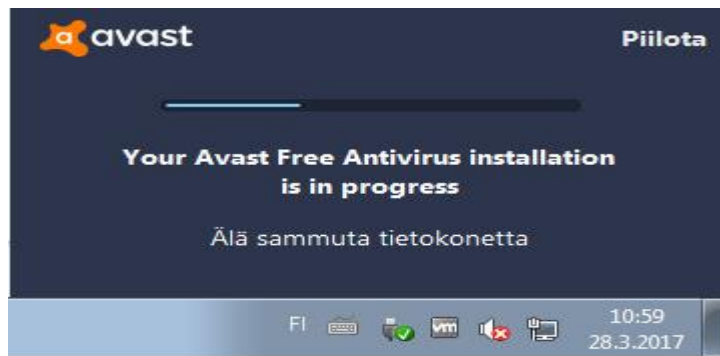 avast
Piilota
Your Avast Free Antivirus installation
is in progress
Älä sammuta tietokonetta
FI
vm
10:59
28.3.2017